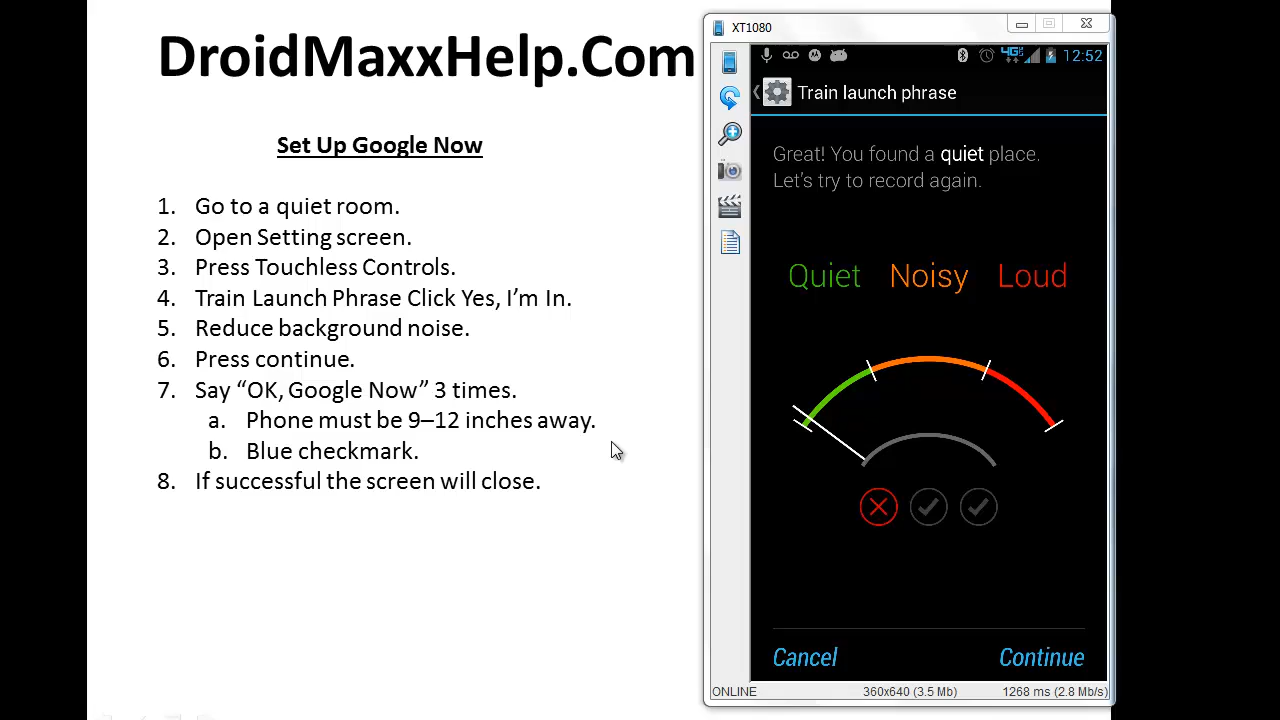 DroidMaxxHelp.Com
Set Up Google Now
1. Go to a quiet room.
2. Open Setting screen.
3. Press Touchless Controls.
4. Train Launch Phrase Click Yes, I’m In.
5. Reduce background noise.
6. Press continue.
7. Say “OK, Google Now” 3 times.
a. Phone must be 9–12 inches away.
b. Blue checkmark.
8. If successful the screen will close.
XT1080
4G 12:52
Train launch phrase
Great! You found a quiet place.
Let's try to record again.
Quiet Noisy Loud
Cancel Continue
ONLINE 360x640 (3.5 Mb) 1268 ms (2.8 Mb/s)